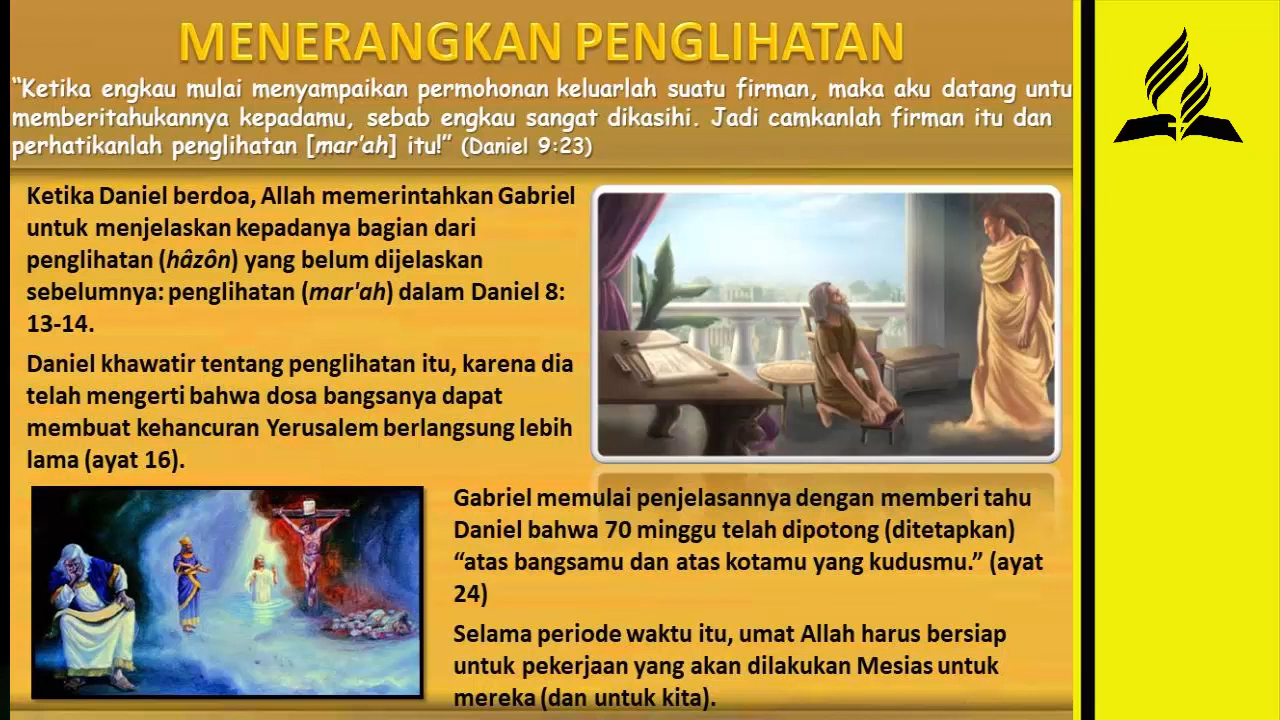 MENERANGKAN PENGLIHATAN
“Ketika engkau mulai menyampaikan permohonan keluarlah suatu firman, maka aku datang untu
memberitahukannya kepadamu, sebab engkau sangat dikasihi. Jadi camkanlah firman itu dan
perhatikanlah penglihatan [mar’ah] itu!” (Daniel 9:23)
Ketika Daniel berdoa, Allah memerintahkan Gabriel
untuk menjelaskan kepadanya bagian dari
penglihatan (hâzôn) yang belum dijelaskan
sebelumnya: penglihatan (mar'ah) dalam Daniel 8:
13-14.
Daniel khawatir tentang penglihatan itu, karena dia
telah mengerti bahwa dosa bangsanya dapat
membuat kehancuran Yerusalem berlangsung lebih
lama (ayat 16).
Gabriel memulai penjelasannya dengan memberi tahu
Daniel bahwa 70 minggu telah dipotong (ditetapkan)
“atas bangsamu dan atas kotamu yang kudusmu.” (ayat
24)
Selama periode waktu itu, umat Allah harus bersiap
untuk pekerjaan yang akan dilakukan Mesias untuk
mereka (dan untuk kita).